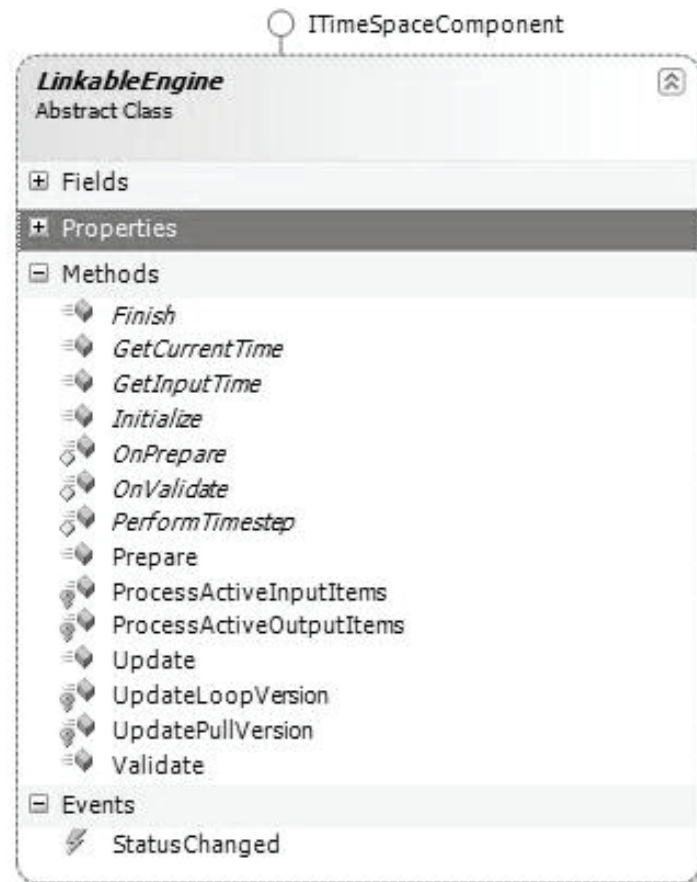 ITimeSpaceComponent
LinkableEngine
Abstract Class
Fields
Properties
Methods
Finish
GetCurrentTime
GetInputTime
Initialize
OnPrepare
OnValidate
PerformTimestep
Prepare
ProcessActiveInputItems
ProcessActiveOutputItems
Update
UpdateLoopVersion
UpdatePullVersion
Validate
Events
StatusChanged